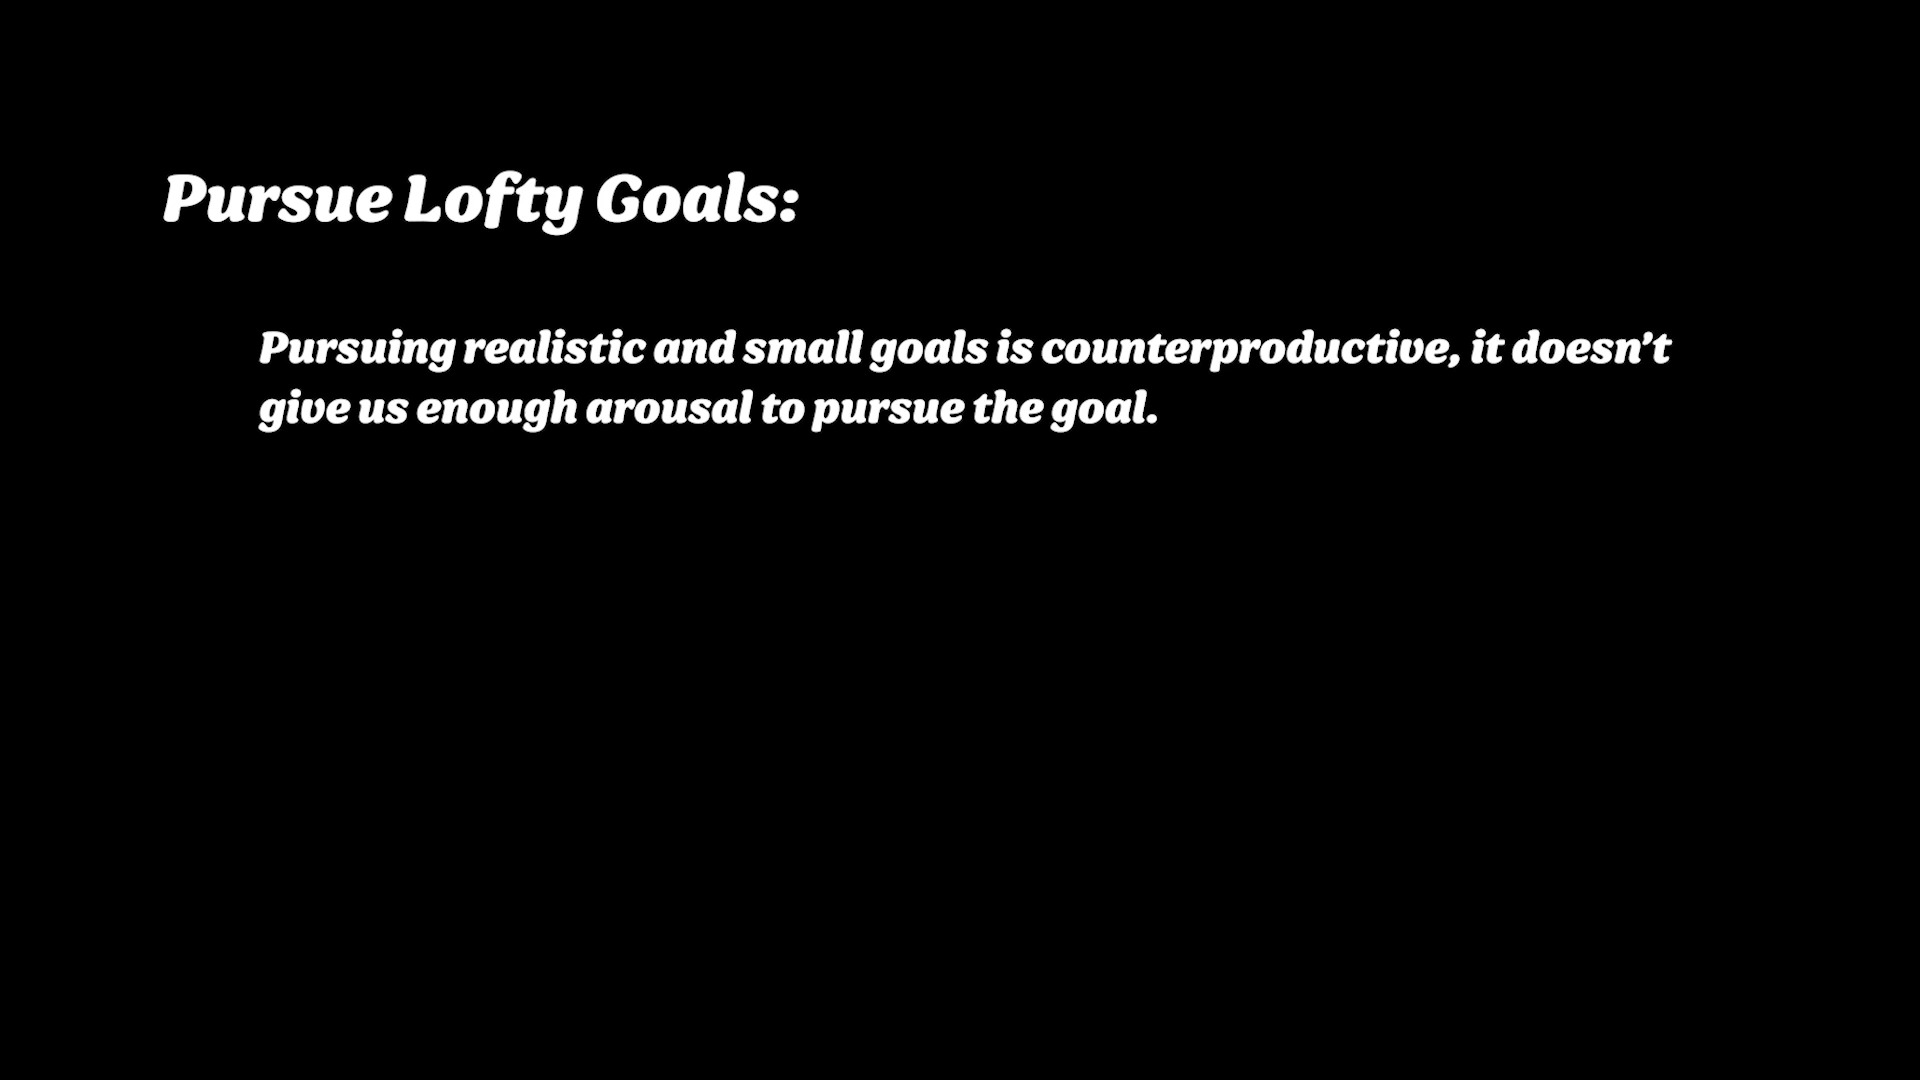 Pursue Lofty Goals:
Pursuing realistic and small goals is counterproductive, it doesn’t
give us enough arousal to pursue the goal.